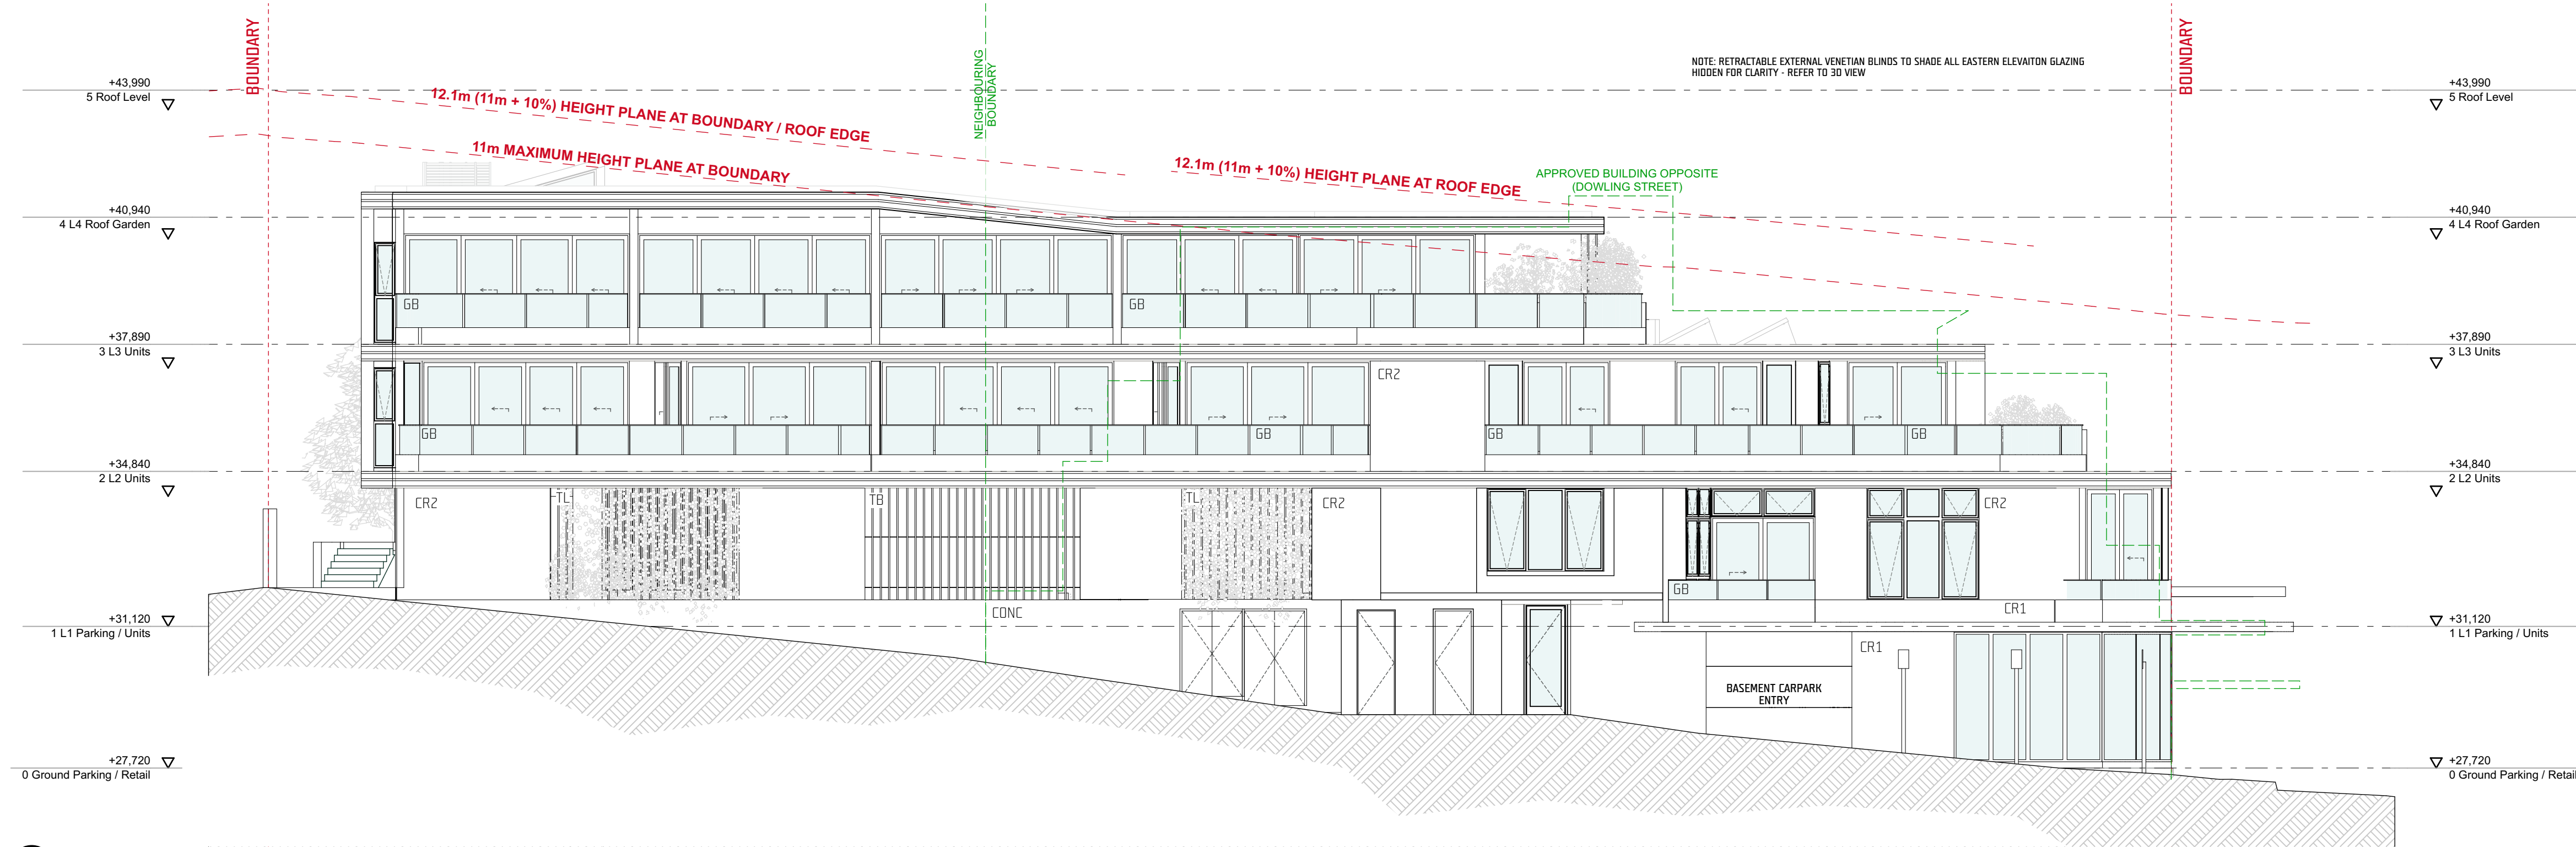 BOUNDARY
NEIGHBOURING
BOUNDARY
BOUNDARY
NOTE: RETRACTABLE EXTERNAL VENETIAN BLINDS TO SHADE ALL EASTERN ELEVAITON GLAZING
HIDDEN FOR CLARITY - REFER TO 3D VIEW
+43,990
5 Roof Level
+43,990
5 Roof Level
12.1m (11m + 10%) HEIGHT PLANE AT BOUNDARY / ROOF EDGE
11m MAXIMUM HEIGHT PLANE AT BOUNDARY
12.1m (11m + 10%) HEIGHT PLANE AT ROOF EDGE
APPROVED BUILDING OPPOSITE
(DOWLING STREET)
+40,940
4 L4 Roof Garden
+40,940
4 L4 Roof Garden
GB
GB
+37,890
3 L3 Units
+37,890
3 L3 Units
CR2
GB
GB
GB
GB
+34,840
2 L2 Units
+34,840
2 L2 Units
CR2
TL
TB
TL
CR2
CR2
GB
CONC
CR1
+31,120
1 L1 Parking / Units
+31,120
1 L1 Parking / Units
CR1
BASEMENT CARPARK
ENTRY
+27,720
0 Ground Parking / Retail
+27,720
0 Ground Parking / Retail